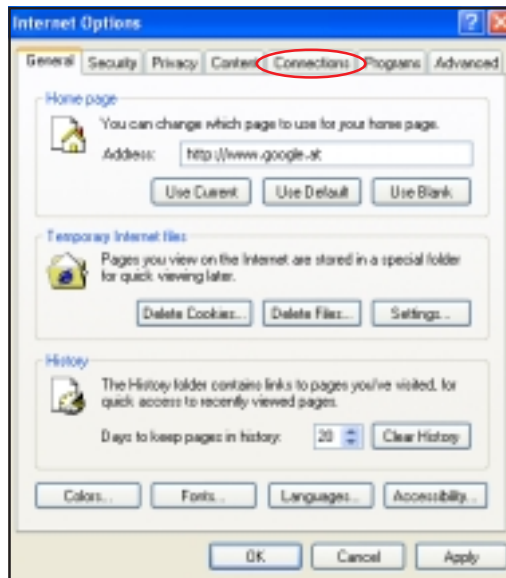 Internet Options
General Security Privacy Content Connections Programs Advanced
Home page
You can change which page to use for your home page.
Address: http://www.google.at
Use Current Use Default Use Blank
Temporary Internet files
Pages you view on the Internet are stored in a special folder
for quick viewing later.
Delete Cookies... Delete Files... Settings...
History
The History folder contains links to pages you've visited, for
quick access to recently viewed pages.
Days to keep pages in history: 20 Clear History
Colors... Fonts... Languages... Accessibility...
OK Cancel Apply